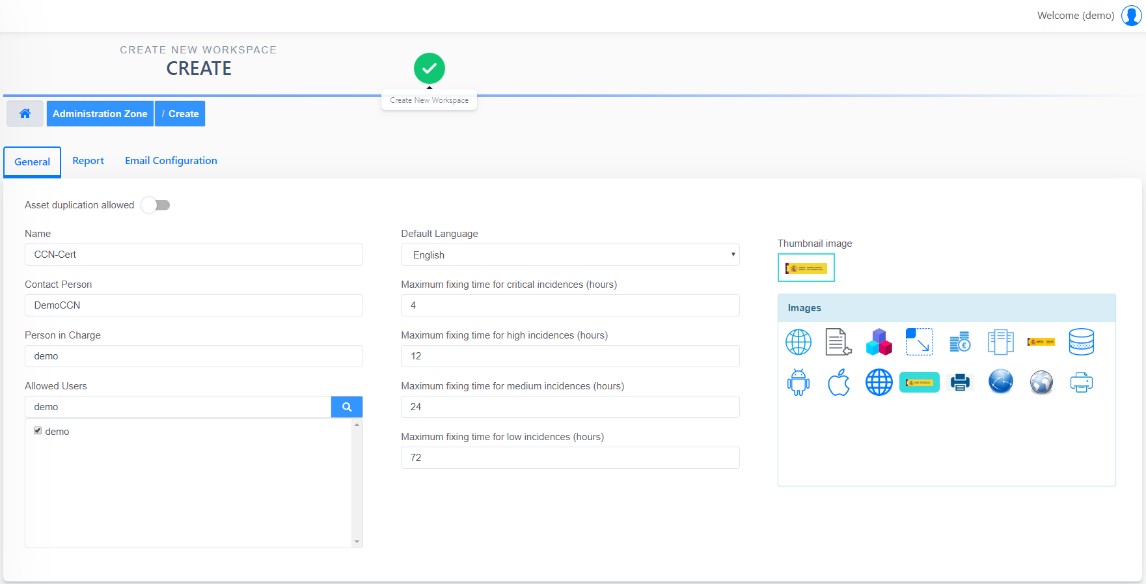 Welcome (demo)
CREATE NEW WORKSPACE
CREATE
Create New Workspace
Administration Zone
/ Create
General
Report
Email Configuration
Asset duplication allowed
Name
CCN-Cert
Contact Person
DemoCCN
Person in Charge
demo
Allowed Users
demo
demo
Default Language
English
Maximum fixing time for critical incidences (hours)
4
Maximum fixing time for high incidences (hours)
12
Maximum fixing time for medium incidences (hours)
24
Maximum fixing time for low incidences (hours)
72
Thumbnail image
Images